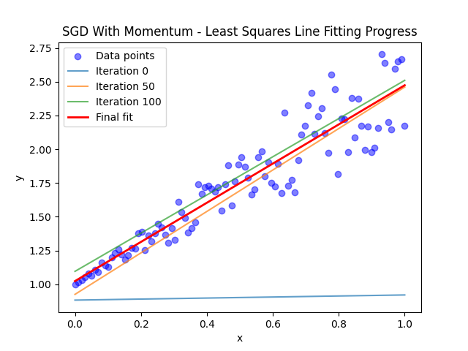 SGD With Momentum - Least Squares Line Fitting Progress
2.75
2.50
2.25
2.00
1.75
1.50
1.25
1.00
y
Data points
Iteration 0
Iteration 50
Iteration 100
Final fit
0.0 0.2 0.4 0.6 0.8 1.0
x